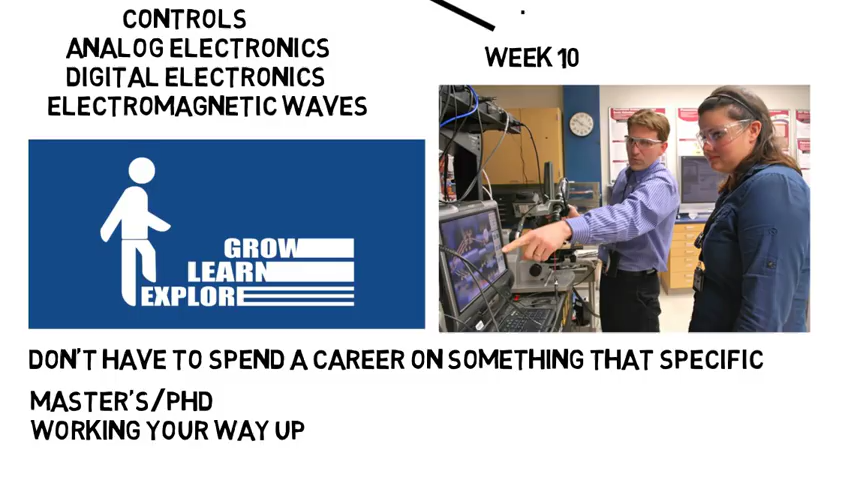 CONTROLS
ANALOG ELECTRONICS
DIGITAL ELECTRONICS
ELECTROMAGNETIC WAVES
WEEK 10
GROW
LEARN
EXPLORE
DON'T HAVE TO SPEND A CAREER ON SOMETHING THAT SPECIFIC
MASTER'S/PHD
WORKING YOUR WAY UP